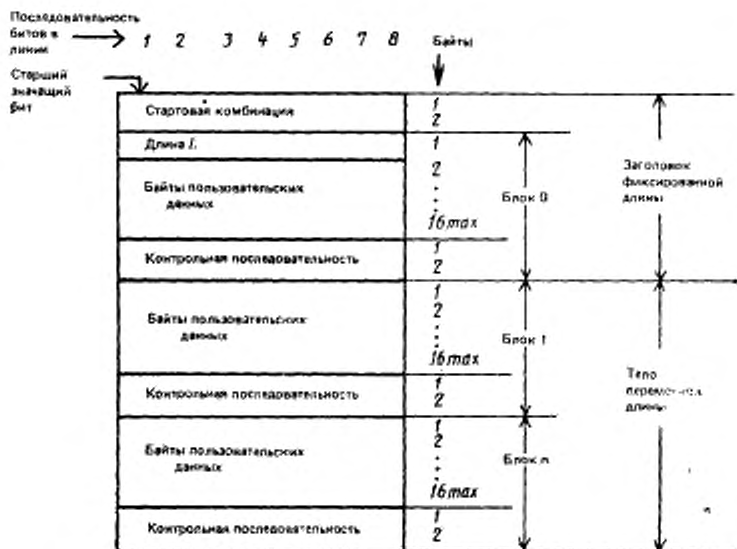 Последовательность
битов в
линии
1 2 3 4 5 6 7 8
Байты
Старший
значащий
бит
Стартовая комбинация
1
2
Длина L
1
Байты пользовательских
данных
2
16 max
Блок 0
Заголовок
фиксированной
длины
Контрольная последовательность
1
2
Байты пользовательских
данных
1
2
16 max
Блок 1
Контрольная последовательность
1
2
Тело
длины
Байты пользовательских
данных
1
2
16 max
Блок n
Контрольная последовательность
1
2